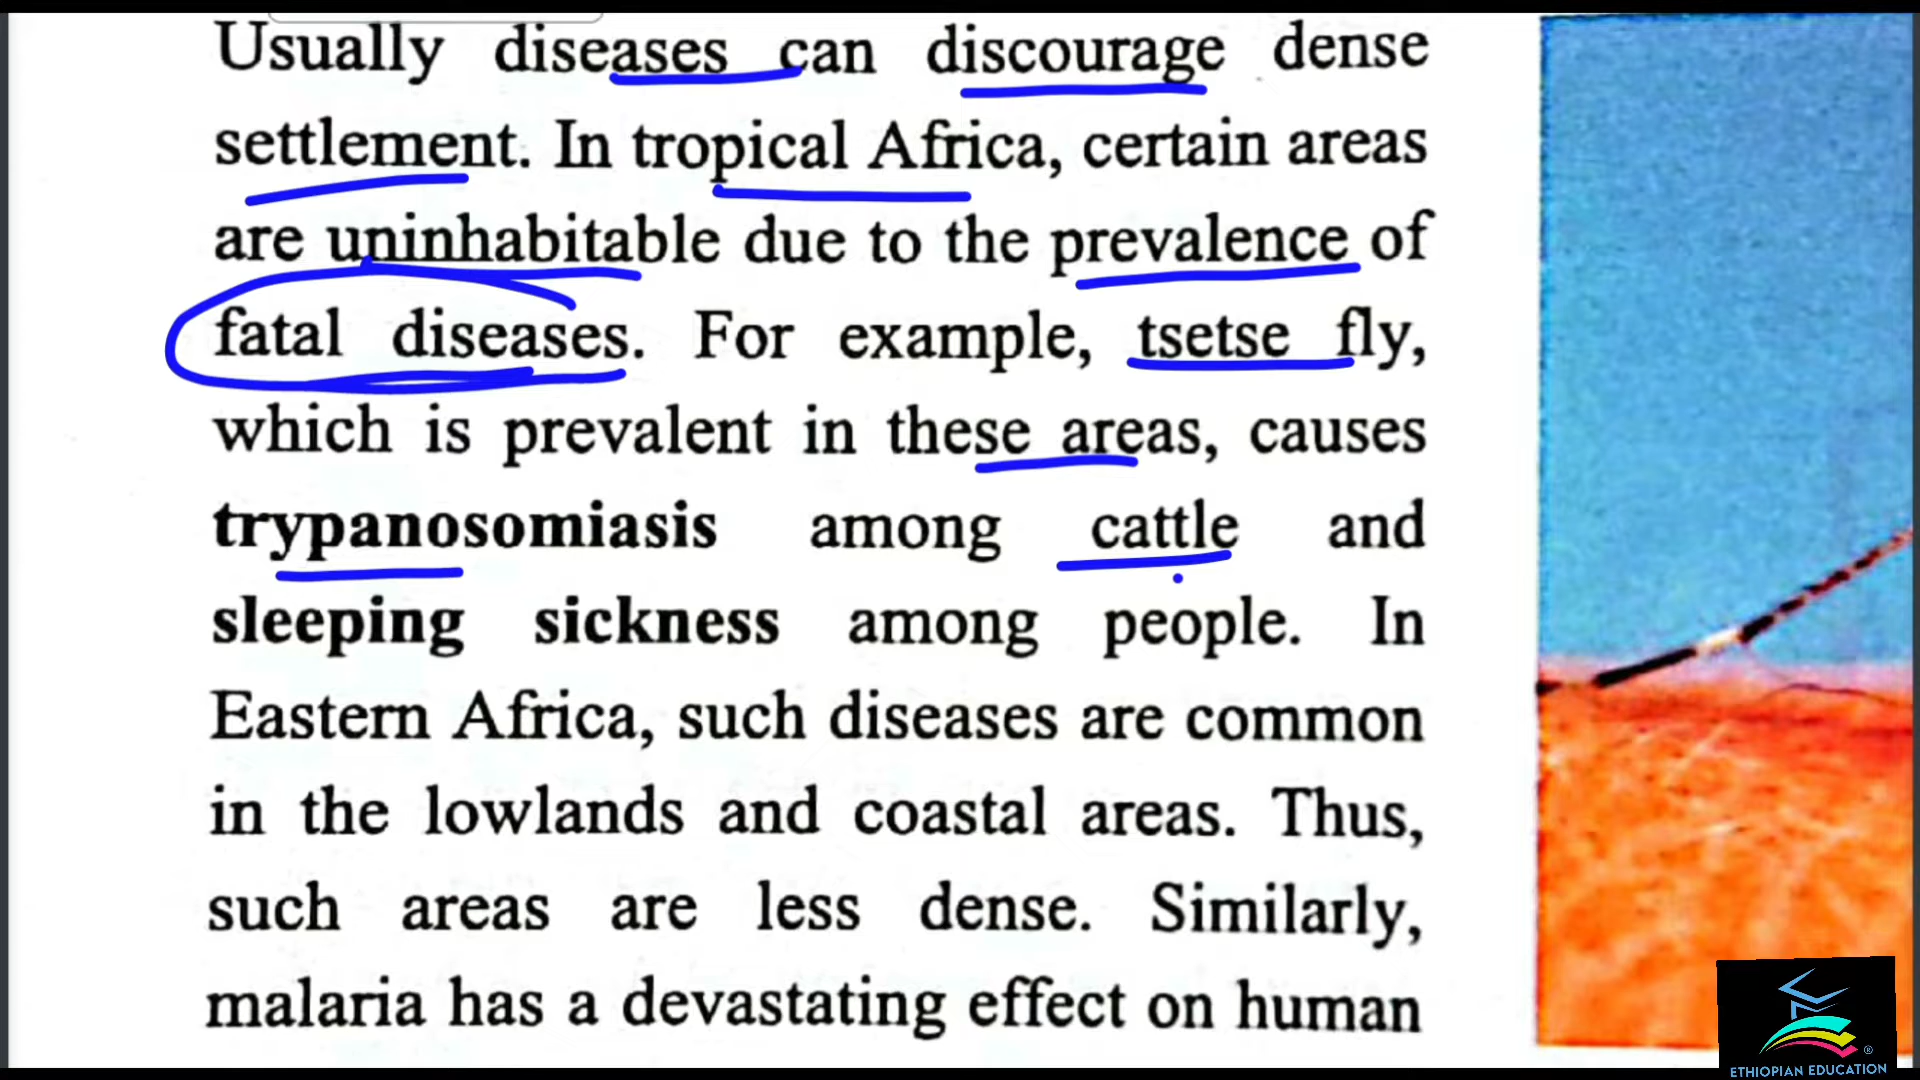 Usually diseases can discourage dense
settlement. In tropical Africa, certain areas
are uninhabitable due to the prevalence of
fatal diseases. For example, tsetse fly,
which is prevalent in these areas, causes
trypanosomiasis among cattle and
sleeping sickness among people. In
Eastern Africa, such diseases are common
in the lowlands and coastal areas. Thus,
such areas are less dense. Similarly,
malaria has a devastating effect on human
®
ETHIOPIAN EDUCATION